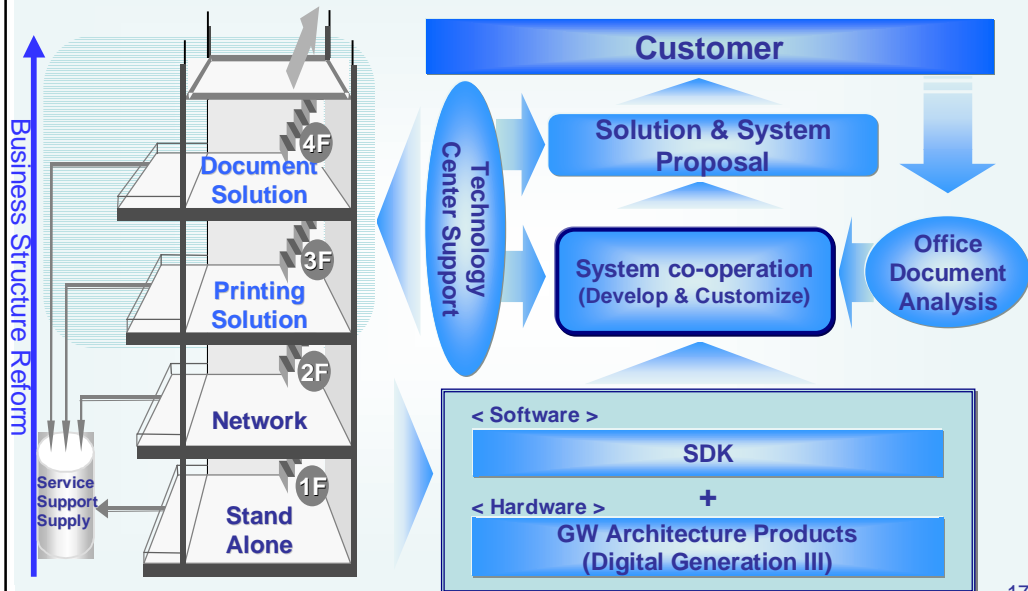 Business Structure Reform
4F
Document
Solution
3F
Printing
Solution
2F
Network
1F
Stand
Alone
Service
Support
Supply
Customer
Technology
Center Support
Solution & System
Proposal
System co-operation
(Develop & Customize)
Office
Document
Analysis
< Software >
SDK
+
< Hardware >
GW Architecture Products
(Digital Generation III)
17